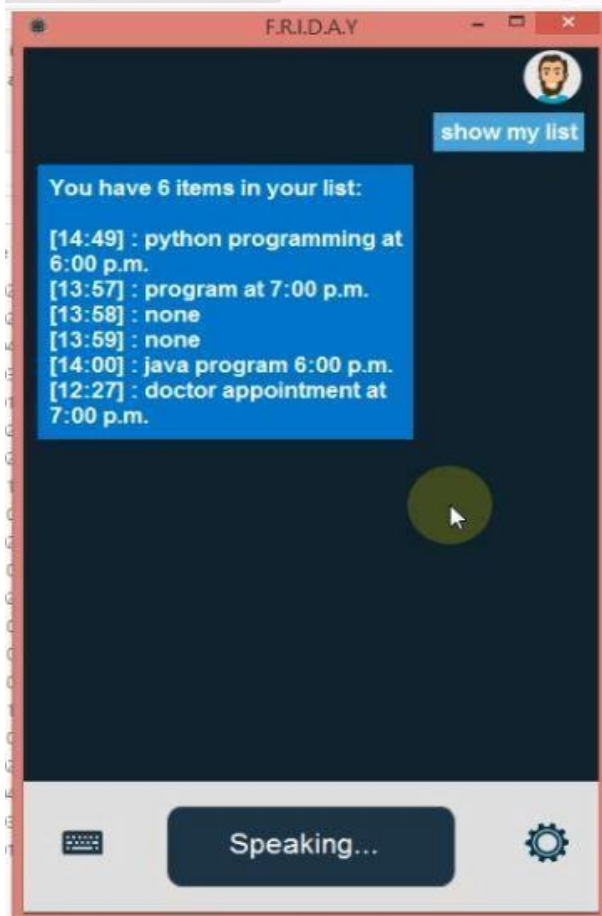 F.R.I.D.A.Y
show my list
You have 6 items in your list:
[14:49] : python programming at
6:00 p.m.
[13:57] : program at 7:00 p.m.
[13:58] : none
[13:59] : none
[14:00] : java program 6:00 p.m.
[12:27] : doctor appointment at
7:00 p.m.
Speaking...